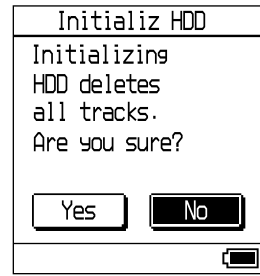 Initializ HDD
Initializing
HDD deletes
all tracks.
Are you sure?
Yes No